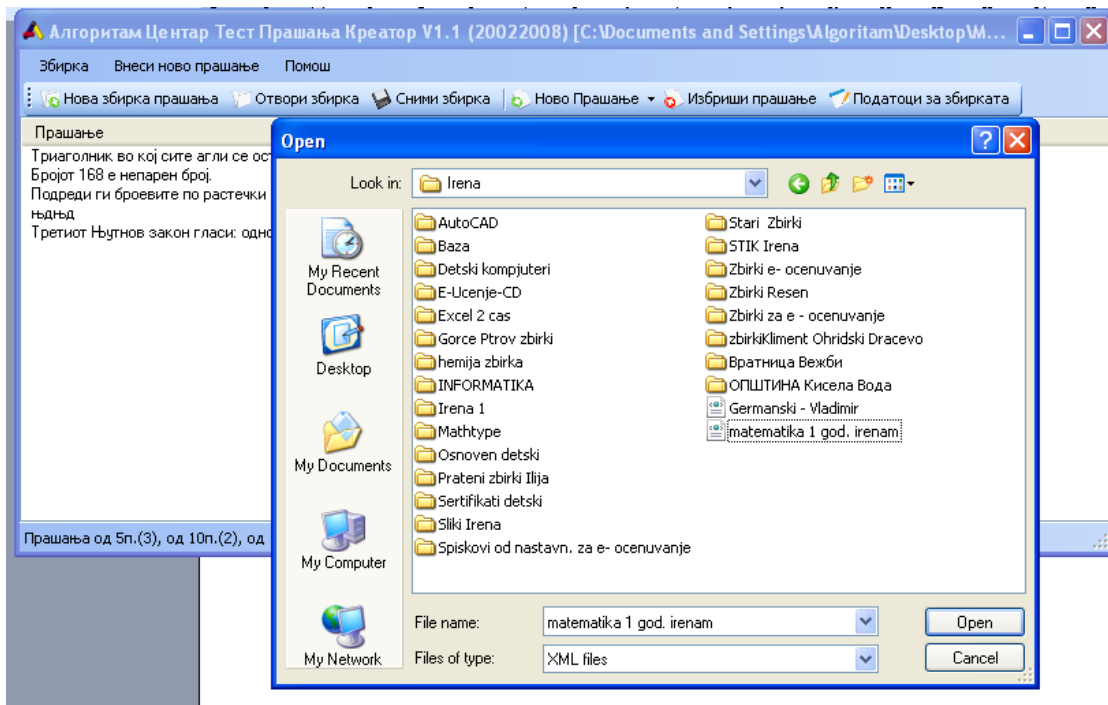 Алгоритам Центар Тест Прашања Креатор V1.1 (20022008) [C:\Documents and Settings\Algoritam\Desktop\M...
Збирка Внеси ново прашање Помош
Нова збирка прашања Отвори збирка Сними збирка Ново Прашање Избриши прашање Податоци за збирката
Прашање
Триаголник во кој сите агли се ост
Бројот 168 е непарен број.
Подреди ги броевите по растечки
њдњд
Третиот Њутнов закон гласи: одно
Прашања од 5п.(3), од 10п.(2), од
Open
Look in: Irena
My Recent Documents
Desktop
My Documents
My Computer
My Network
AutoCAD
Baza
Detski kompjuteri
E-Ucenje-CD
Excel 2 cas
Gorce Ptrov zbirki
hemija zbirka
INFORMATIKA
Irena 1
Mathtype
Osnoven detski
Prateni zbirki Ilija
Sertifikati detski
Sliki Irena
Spiskovi od nastavn. za e- ocenuvanje
Stari Zbirki
STIK Irena
Zbirki e- ocenuvanje
Zbirki Resen
Zbirki za e - ocenuvanje
zbirkiKliment Ohridski Dracevo
Вратница Вежби
ОПШТИНА Кисела Вода
Germanski - Vladimir
matematika 1 god. irenam
File name: matematika 1 god. irenam Open
Files of type: XML files Cancel